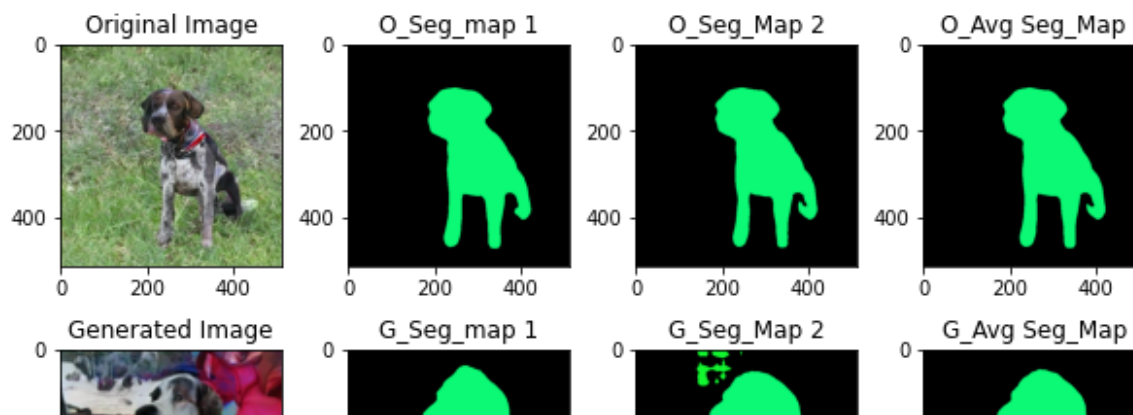 Original Image O_Seg_map 1 O_Seg_Map 2 O_Avg Seg_Map
0 0 0 0
200 200 200 200
400 400 400 400
0 200 400 0 200 400 0 200 400 0 200 400
Generated Image G_Seg_map 1 G_Seg_Map 2 G_Avg Seg_Map
0 0 0 0